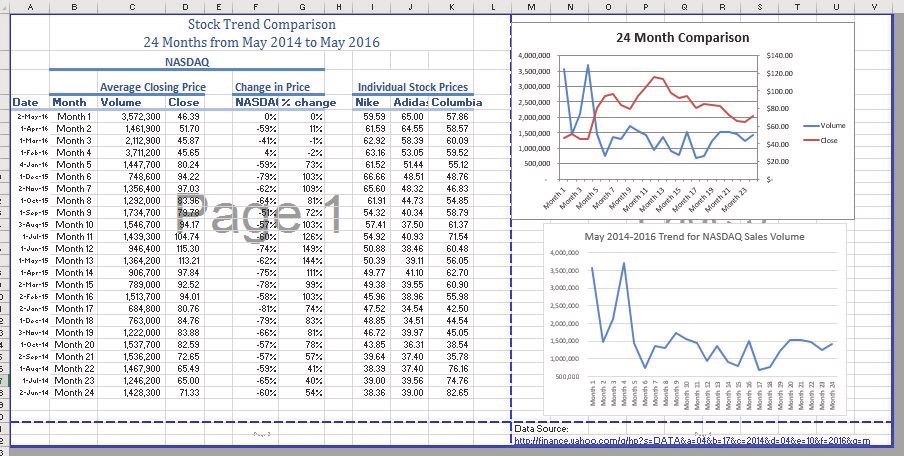 A B C D E F G H I J K L M N O P Q R S T U V
Stock Trend Comparison
24 Months from May 2014 to May 2016
NASDAQ
Average Closing Price Change in Price Individual Stock Prices
Date Month Volume Close NASDA( % change Nike Adida: Columbia
2-May-16 Month 1 3,572,300 46.39 0% 0% 59.59 65.00 57.86
1-Apr-16 Month 2 1,461,900 51.70 -59% 11% 61.59 64.55 58.57
1-Mar-16 Month 3 2,112,900 45.87 -41% -1% 62.92 58.39 60.09
1-Feb-16 Month 4 3,711,200 45.65 4% -2% 63.16 53.05 59.52
4-Jan-16 Month 5 1,447,700 80.24 -59% 73% 61.52 51.44 55.12
1-Dec-15 Month 6 748,600 94.22 -79% 103% 66.66 48.51 48.76
2-Nov-15 Month 7 1,356,400 97.03 -62% 109% 65.60 48.32 46.83
1-Oct-15 Month 8 1,292,000 83.96 -64% 81% 61.91 44.73 54.85
1-Sep-15 Month 9 1,734,700 79.78 -51% 72% 54.32 40.34 58.79
3-Aug-15 Month 10 1,546,700 94.17 -57% 103% 57.41 37.50 61.37
1-Jul-15 Month 11 1,439,300 104.74 -60% 126% 54.92 40.93 71.54
1-Jun-15 Month 12 946,400 115.30 -74% 149% 50.88 38.46 60.48
1-May-15 Month 13 1,364,200 113.21 -62% 144% 50.39 39.11 56.05
1-Apr-15 Month 14 906,700 97.84 -75% 111% 49.77 41.10 62.70
2-Mar-15 Month 15 789,000 92.52 -78% 99% 49.38 39.55 60.90
2-Feb-15 Month 16 1,513,700 94.01 -58% 103% 45.96 38.96 55.98
2-Jan-15 Month 17 684,800 80.76 -81% 74% 47.52 34.54 42.50
1-Dec-14 Month 18 763,000 84.76 -79% 83% 48.85 34.51 44.54
3-Nov-14 Month 19 1,222,000 83.88 -66% 81% 46.72 39.97 45.05
1-Oct-14 Month 20 1,537,700 82.59 -57% 78% 43.85 36.31 38.54
2-Sep-14 Month 21 1,536,200 72.65 -57% 57% 39.64 37.40 35.78
1-Aug-14 Month 22 1,467,900 65.49 -59% 41% 38.39 37.40 76.16
1-Jul-14 Month 23 1,246,200 65.00 -65% 40% 39.00 39.56 74.76
2-Jun-14 Month 24 1,428,300 71.33 -60% 54% 38.36 39.00 82.65
Page 1
24 Month Comparison
4,000,000 $140.00
3,500,000 $120.00
3,000,000
2,500,000 $100.00
2,000,000 $80.00
1,500,000 $60.00
1,000,000 $40.00
500,000 $20.00
- $-
Volume
Close
Month 1 Month 3 Month 5 Month 7 Month 9 Month 11 Month 13 Month 15 Month 17 Month 19 Month 21 Month 23
May 2014-2016 Trend for NASDAQ Sales Volume
4,000,000
3,500,000
3,000,000
2,500,000
2,000,000
1,500,000
1,000,000
500,000
Month 1 Month 2 Month 3 Month 4 Month 5 Month 6 Month 7 Month 8 Month 9 Month 10 Month 11 Month 12 Month 13 Month 14 Month 15 Month 16 Month 17 Month 18 Month 19 Month 20 Month 21 Month 22 Month 23 Month 24
Data Source:
http://finance.yahoo.com/q/hp?s=DATA&a=04&b=17&c=2014&d=04&e=10&f=2016&g=m